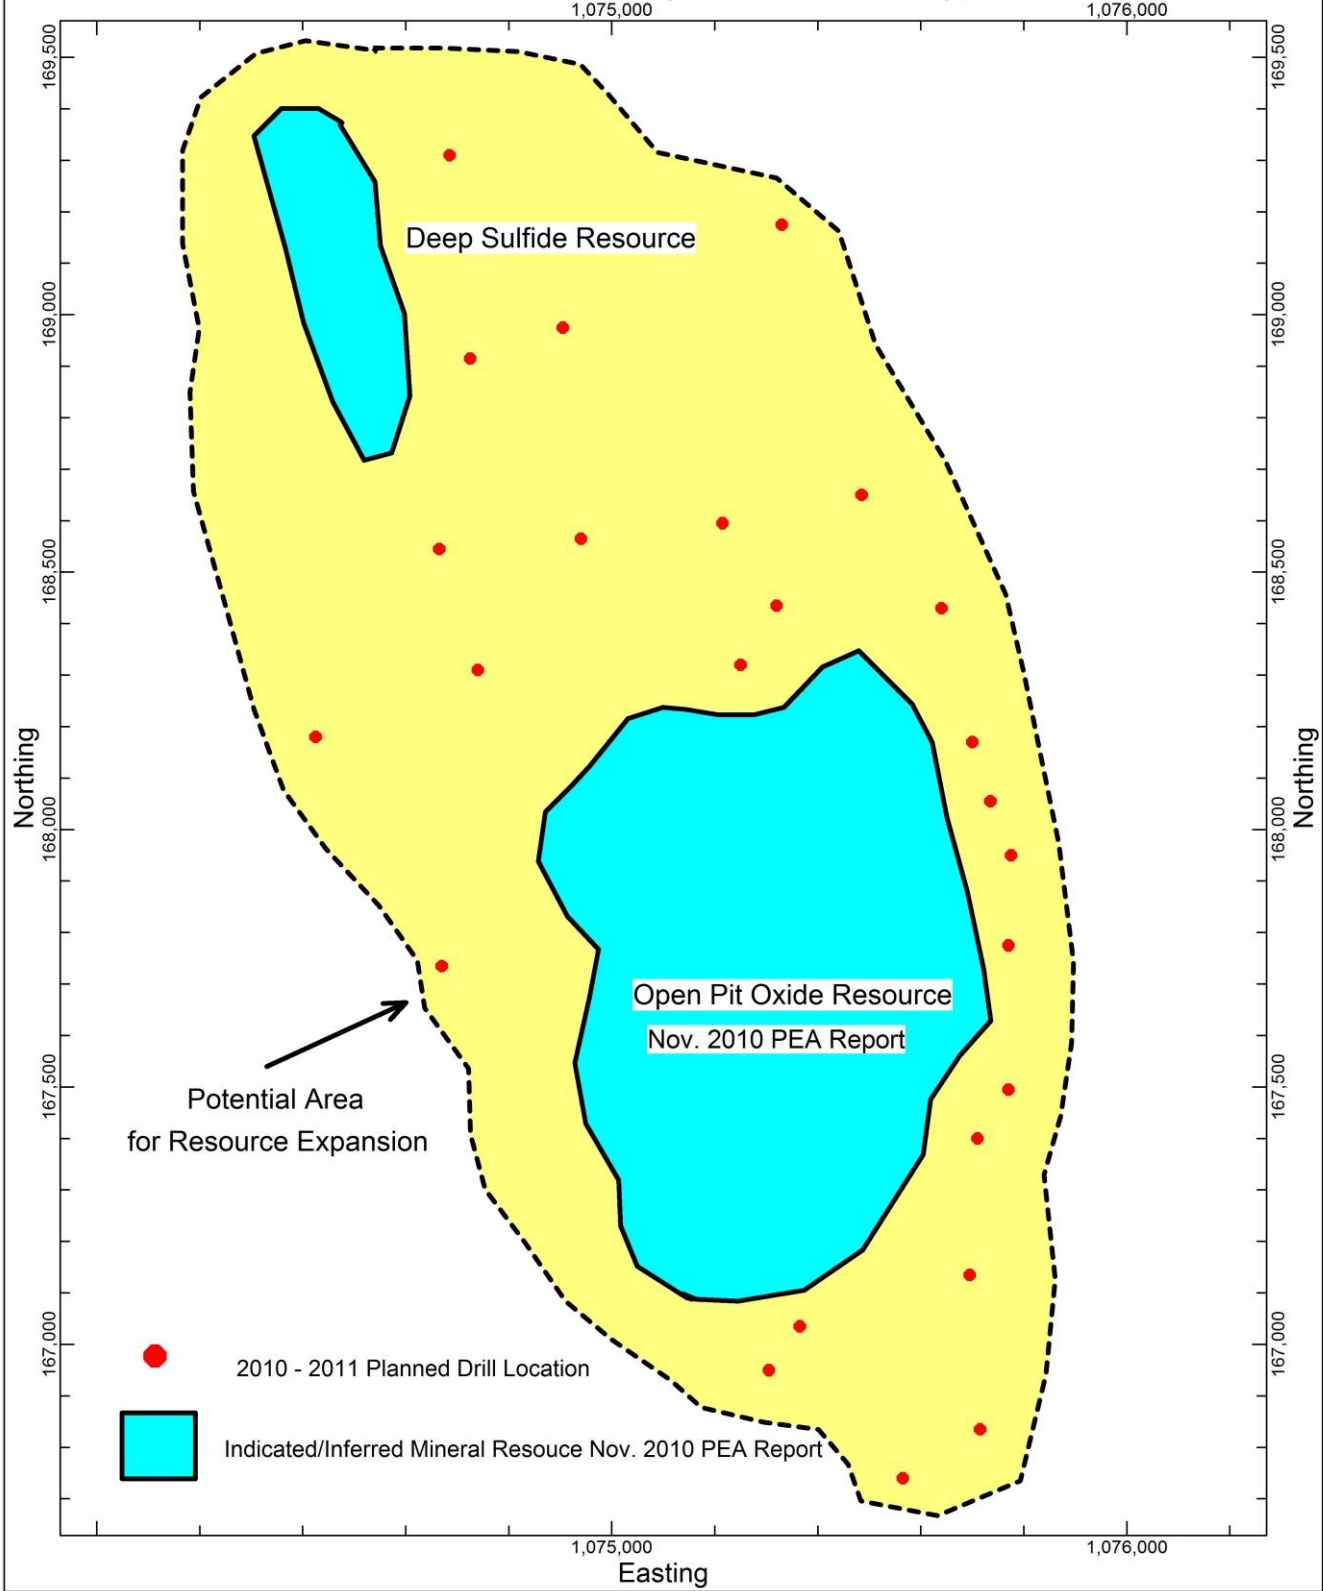 1,075,000
1,076,000
169,500
169,500
Deep Sulfide Resource
169,000
169,000
168,500
168,500
Northing
Northing
168,000
168,000
Open Pit Oxide Resource
Nov. 2010 PEA Report
Potential Area
for Resource Expansion
167,500
167,500
167,000
167,000
2010 - 2011 Planned Drill Location
Indicated/Inferred Mineral Resouce Nov. 2010 PEA Report
1,075,000
1,076,000
Easting